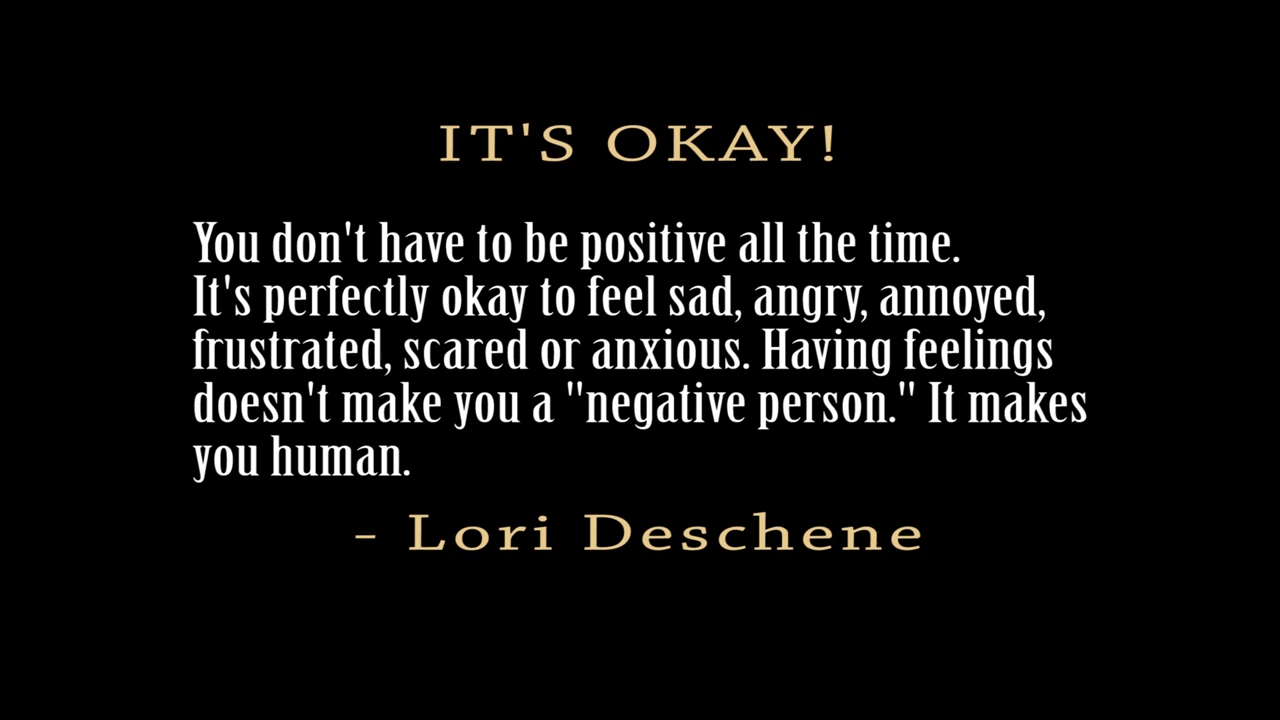 IT'S OKAY!
You don't have to be positive all the time.
It's perfectly okay to feel sad, angry, annoyed,
frustrated, scared or anxious. Having feelings
doesn't make you a "negative person." It makes
you human.
- Lori Deschene